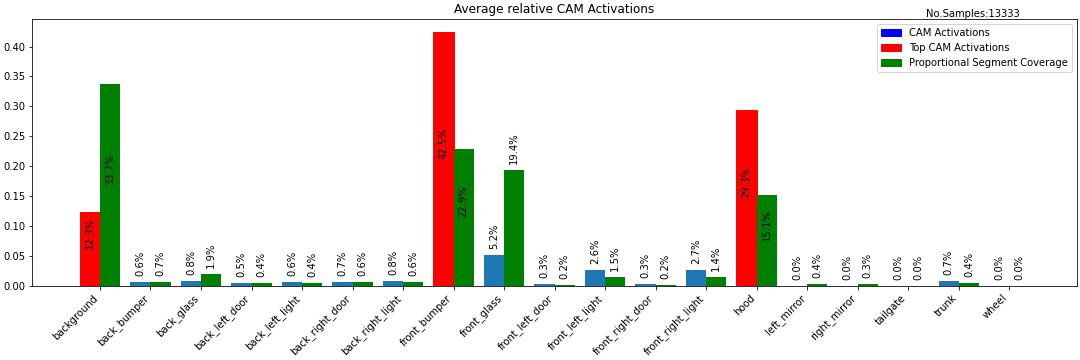 Average relative CAM Activations
No.Samples:13333
CAM Activations
Top CAM Activations
Proportional Segment Coverage
0.40
0.35
0.30
0.25
0.20
0.15
0.10
0.05
0.00
12.3%
33.7%
0.6%
0.7%
0.8%
1.9%
0.5%
0.4%
0.6%
0.4%
0.7%
0.6%
0.8%
0.6%
42.5%
22.9%
5.2%
19.4%
0.3%
0.2%
2.6%
1.5%
0.3%
0.2%
2.7%
1.4%
29.3%
15.1%
0.0%
0.4%
0.0%
0.3%
0.0%
0.0%
0.7%
0.4%
0.0%
0.0%
background
back_bumper
back_glass
back_left_door
back_left_light
back_right_door
back_right_light
front_bumper
front_glass
front_left_door
front_left_light
front_right_door
front_right_light
hood
left_mirror
right_mirror
tailgate
trunk
wheel